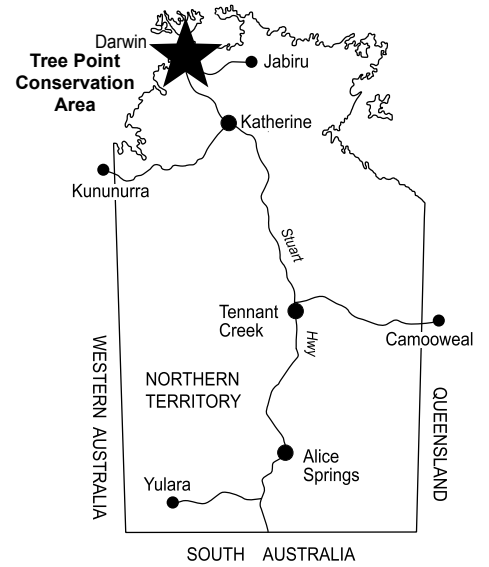 Darwin
Tree Point
Conservation
Area
Jabiru
Katherine
Kununurra
Stuart
Tennant
Creek
Hwy
Camooweal
WESTERN AUSTRALIA
NORTHERN
TERRITORY
QUEENSLAND
Alice
Springs
Yulara
SOUTH AUSTRALIA